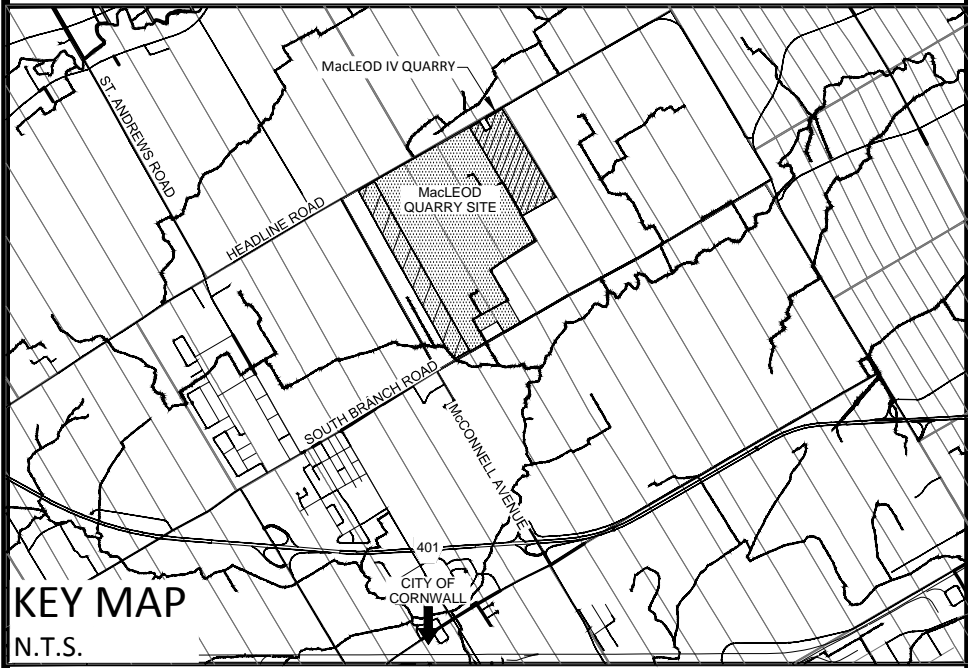 MacLEOD IV QUARRY
ST. ANDREWS ROAD
MacLEOD
QUARRY SITE
HEADLINE ROAD
SOUTH BRANCH ROAD
McCONNELL AVENUE
401
CITY OF
CORNWALL
KEY MAP
N.T.S.